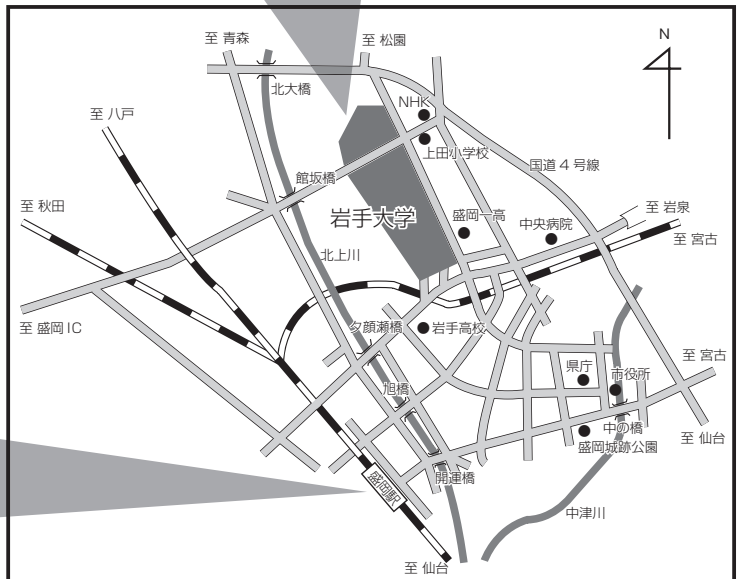 至 青森
至 松園
N
北大橋
NHK
至 八戸
上田小学校
国道 4 号線
館坂橋
至 秋田
岩手大学
盛岡一高
中央病院
至 岩泉
至 宮古
北上川
至 盛岡 IC
夕顔瀬橋
岩手高校
県庁
市役所
至 宮古
旭橋
中の橋
至 仙台
盛岡城跡公園
開運橋
盛岡駅
中津川
至 仙台